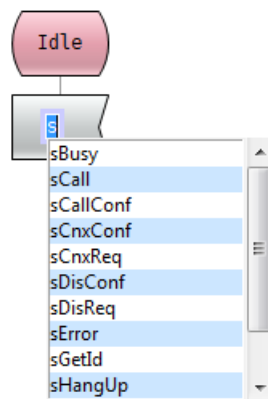 Idle
s
sBusy
sCall
sCallConf
sCnxConf
sCnxReq
sDisConf
sDisReq
sError
sGetId
sHangUp